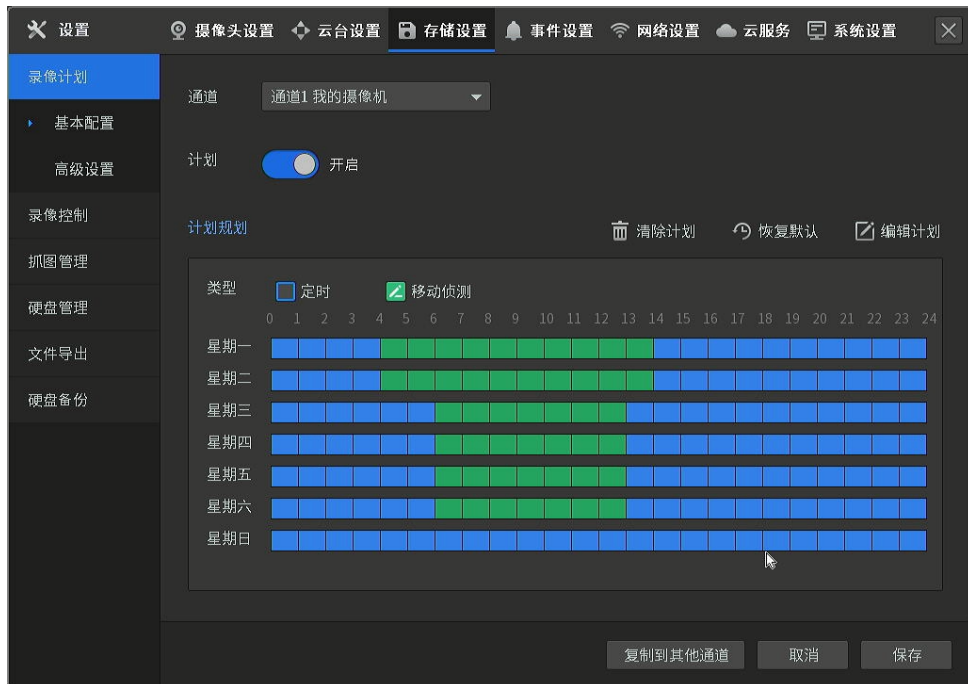 设置 摄像头设置 云台设置 存储设置 事件设置 网络设置 云服务 系统设置
录像计划
基本配置
高级设置
录像控制
抓图管理
硬盘管理
文件导出
硬盘备份
通道 通道1 我的摄像机
计划 开启
计划规划 清除计划 恢复默认 编辑计划
类型 定时 移动侦测
0 1 2 3 4 5 6 7 8 9 10 11 12 13 14 15 16 17 18 19 20 21 22 23 24
星期一
星期二
星期三
星期四
星期五
星期六
星期日
复制到其他通道 取消 保存